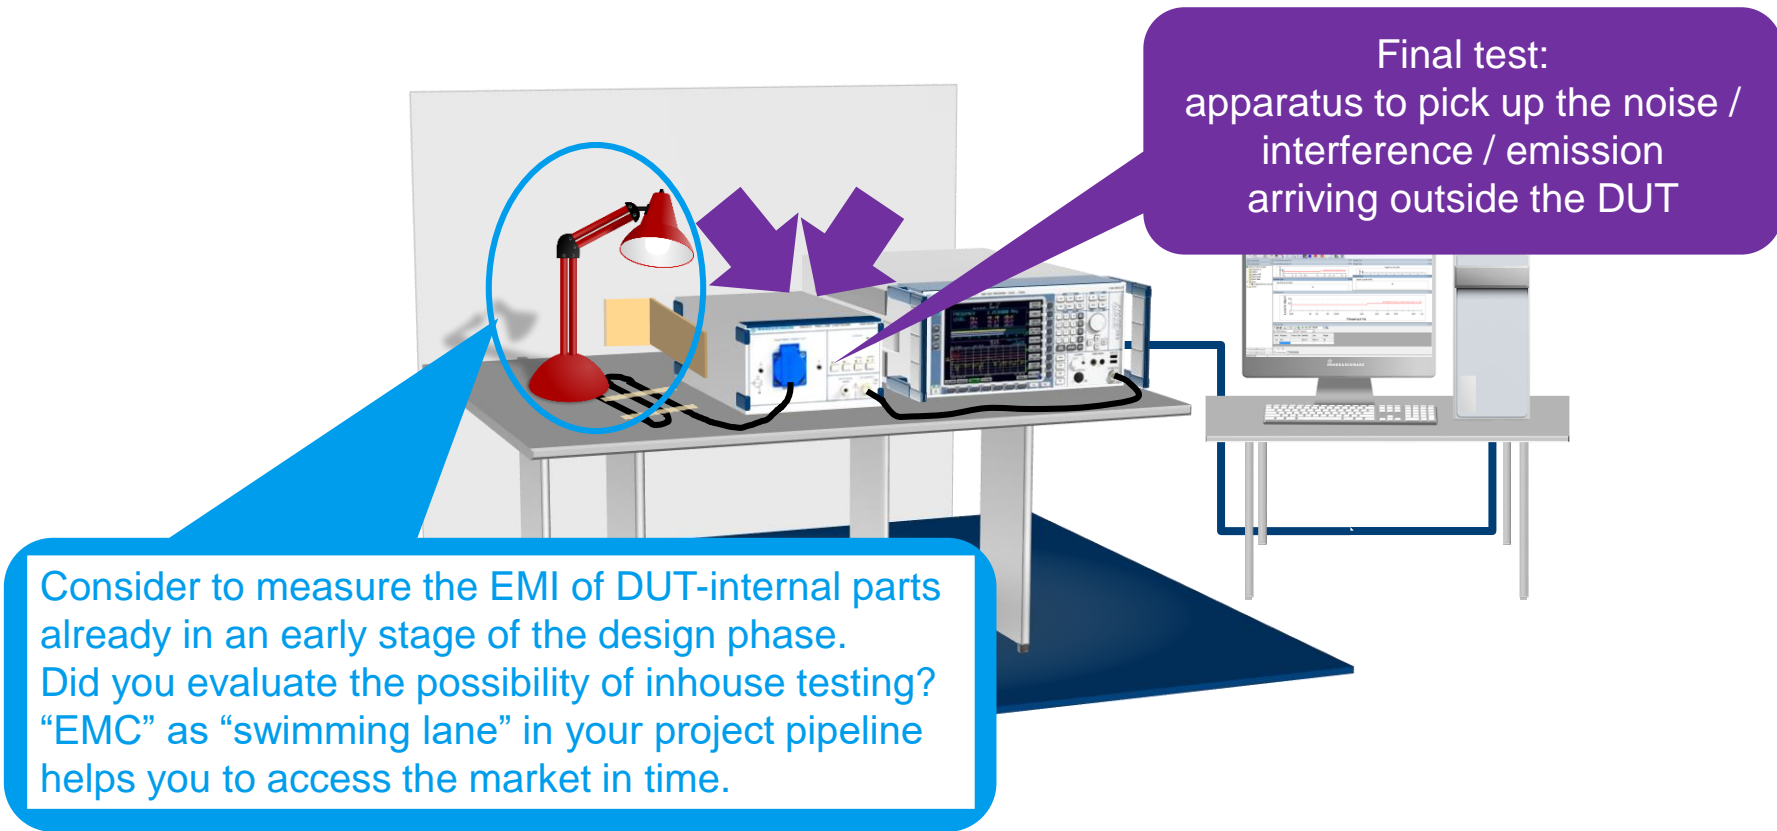 Final test:
apparatus to pick up the noise /
interference / emission
arriving outside the DUT
Consider to measure the EMI of DUT-internal parts
already in an early stage of the design phase.
Did you evaluate the possibility of inhouse testing?
“EMC” as “swimming lane” in your project pipeline
helps you to access the market in time.